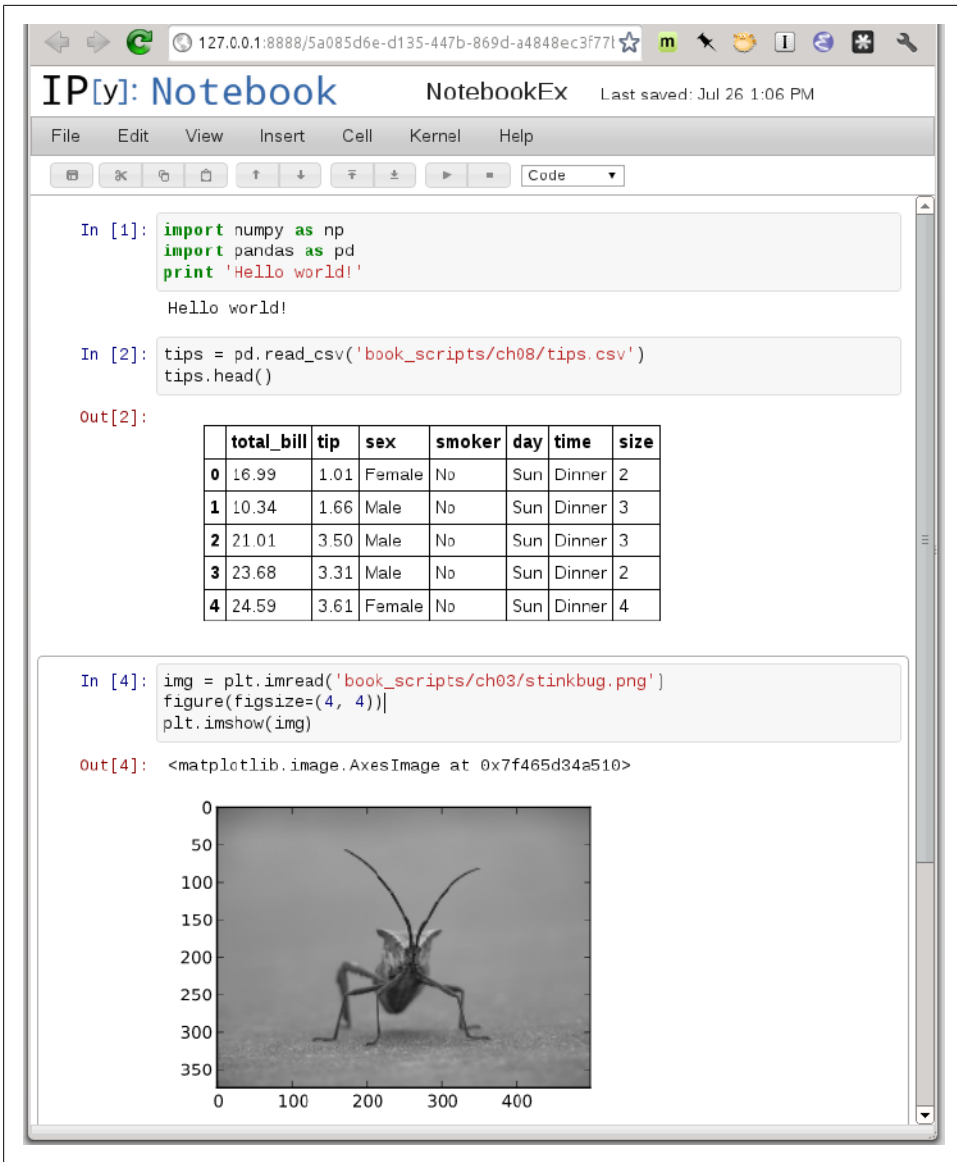 127.0.0.1:8888/5a085d6e-d135-447b-869d-a4848ec3f77b
IP[y]: Notebook NotebookEx Last saved: Jul 26 1:06 PM
File Edit View Insert Cell Kernel Help
Code
In [1]: import numpy as np
import pandas as pd
print 'Hello world!'
Hello world!
In [2]: tips = pd.read_csv('book_scripts/ch08/tips.csv')
tips.head()
Out[2]:
total_bill tip sex smoker day time size
0 16.99 1.01 Female No Sun Dinner 2
1 10.34 1.66 Male No Sun Dinner 3
2 21.01 3.50 Male No Sun Dinner 3
3 23.68 3.31 Male No Sun Dinner 2
4 24.59 3.61 Female No Sun Dinner 4
In [4]: img = plt.imread('book_scripts/ch03/stinkbug.png')
figure(figsize=(4, 4))
plt.imshow(img)
Out[4]: <matplotlib.image.AxesImage at 0x7f465d34a510>
0
50
100
150
200
250
300
350
0 100 200 300 400